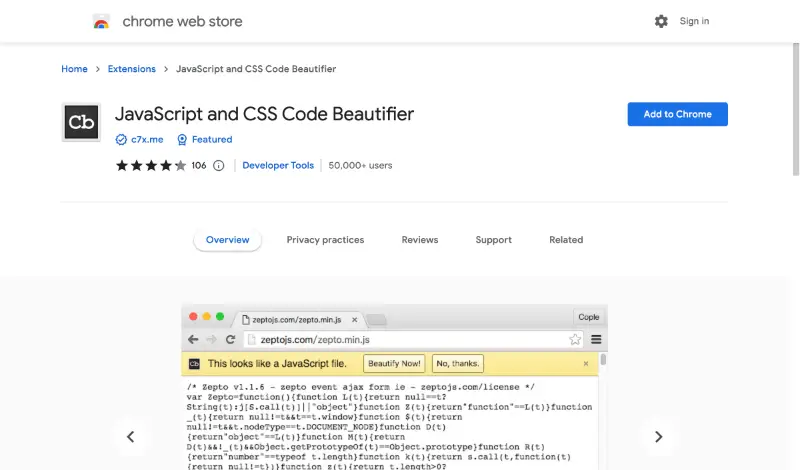 chrome web store
Sign in
Home > Extensions > JavaScript and CSS Code Beautifier
Cb
JavaScript and CSS Code Beautifier
Add to Chrome
c7x.me Featured
106 Developer Tools 50,000+ users
Overview Privacy practices Reviews Support Related
zeptojs.com/zepto.min.js × Cople
zeptojs.com/zepto.min.js
Cb This looks like a JavaScript file. Beautify Now! No, thanks. ×
/* Zepto v1.1.6 - zepto event ajax form ie - zeptojs.com/license */
var Zepto=function(){function L(t){return null==t?
String(t):j[S.call(t)]||"object"}function Z(t){return"function"==L(t)}function
_(t){return null!=t&&t==t.window}function $(t){return
null!=t&&t.nodeType==t.DOCUMENT_NODE}function D(t)
{return"object"==L(t)}function M(t){return
D(t)&&!_(t)&&Object.getPrototypeOf(t)==Object.prototype}function R(t)
{return"number"==typeof t.length}function k(t){return s.call(t,function(t)
{return null!=t})}function z(t){return t.length>0?